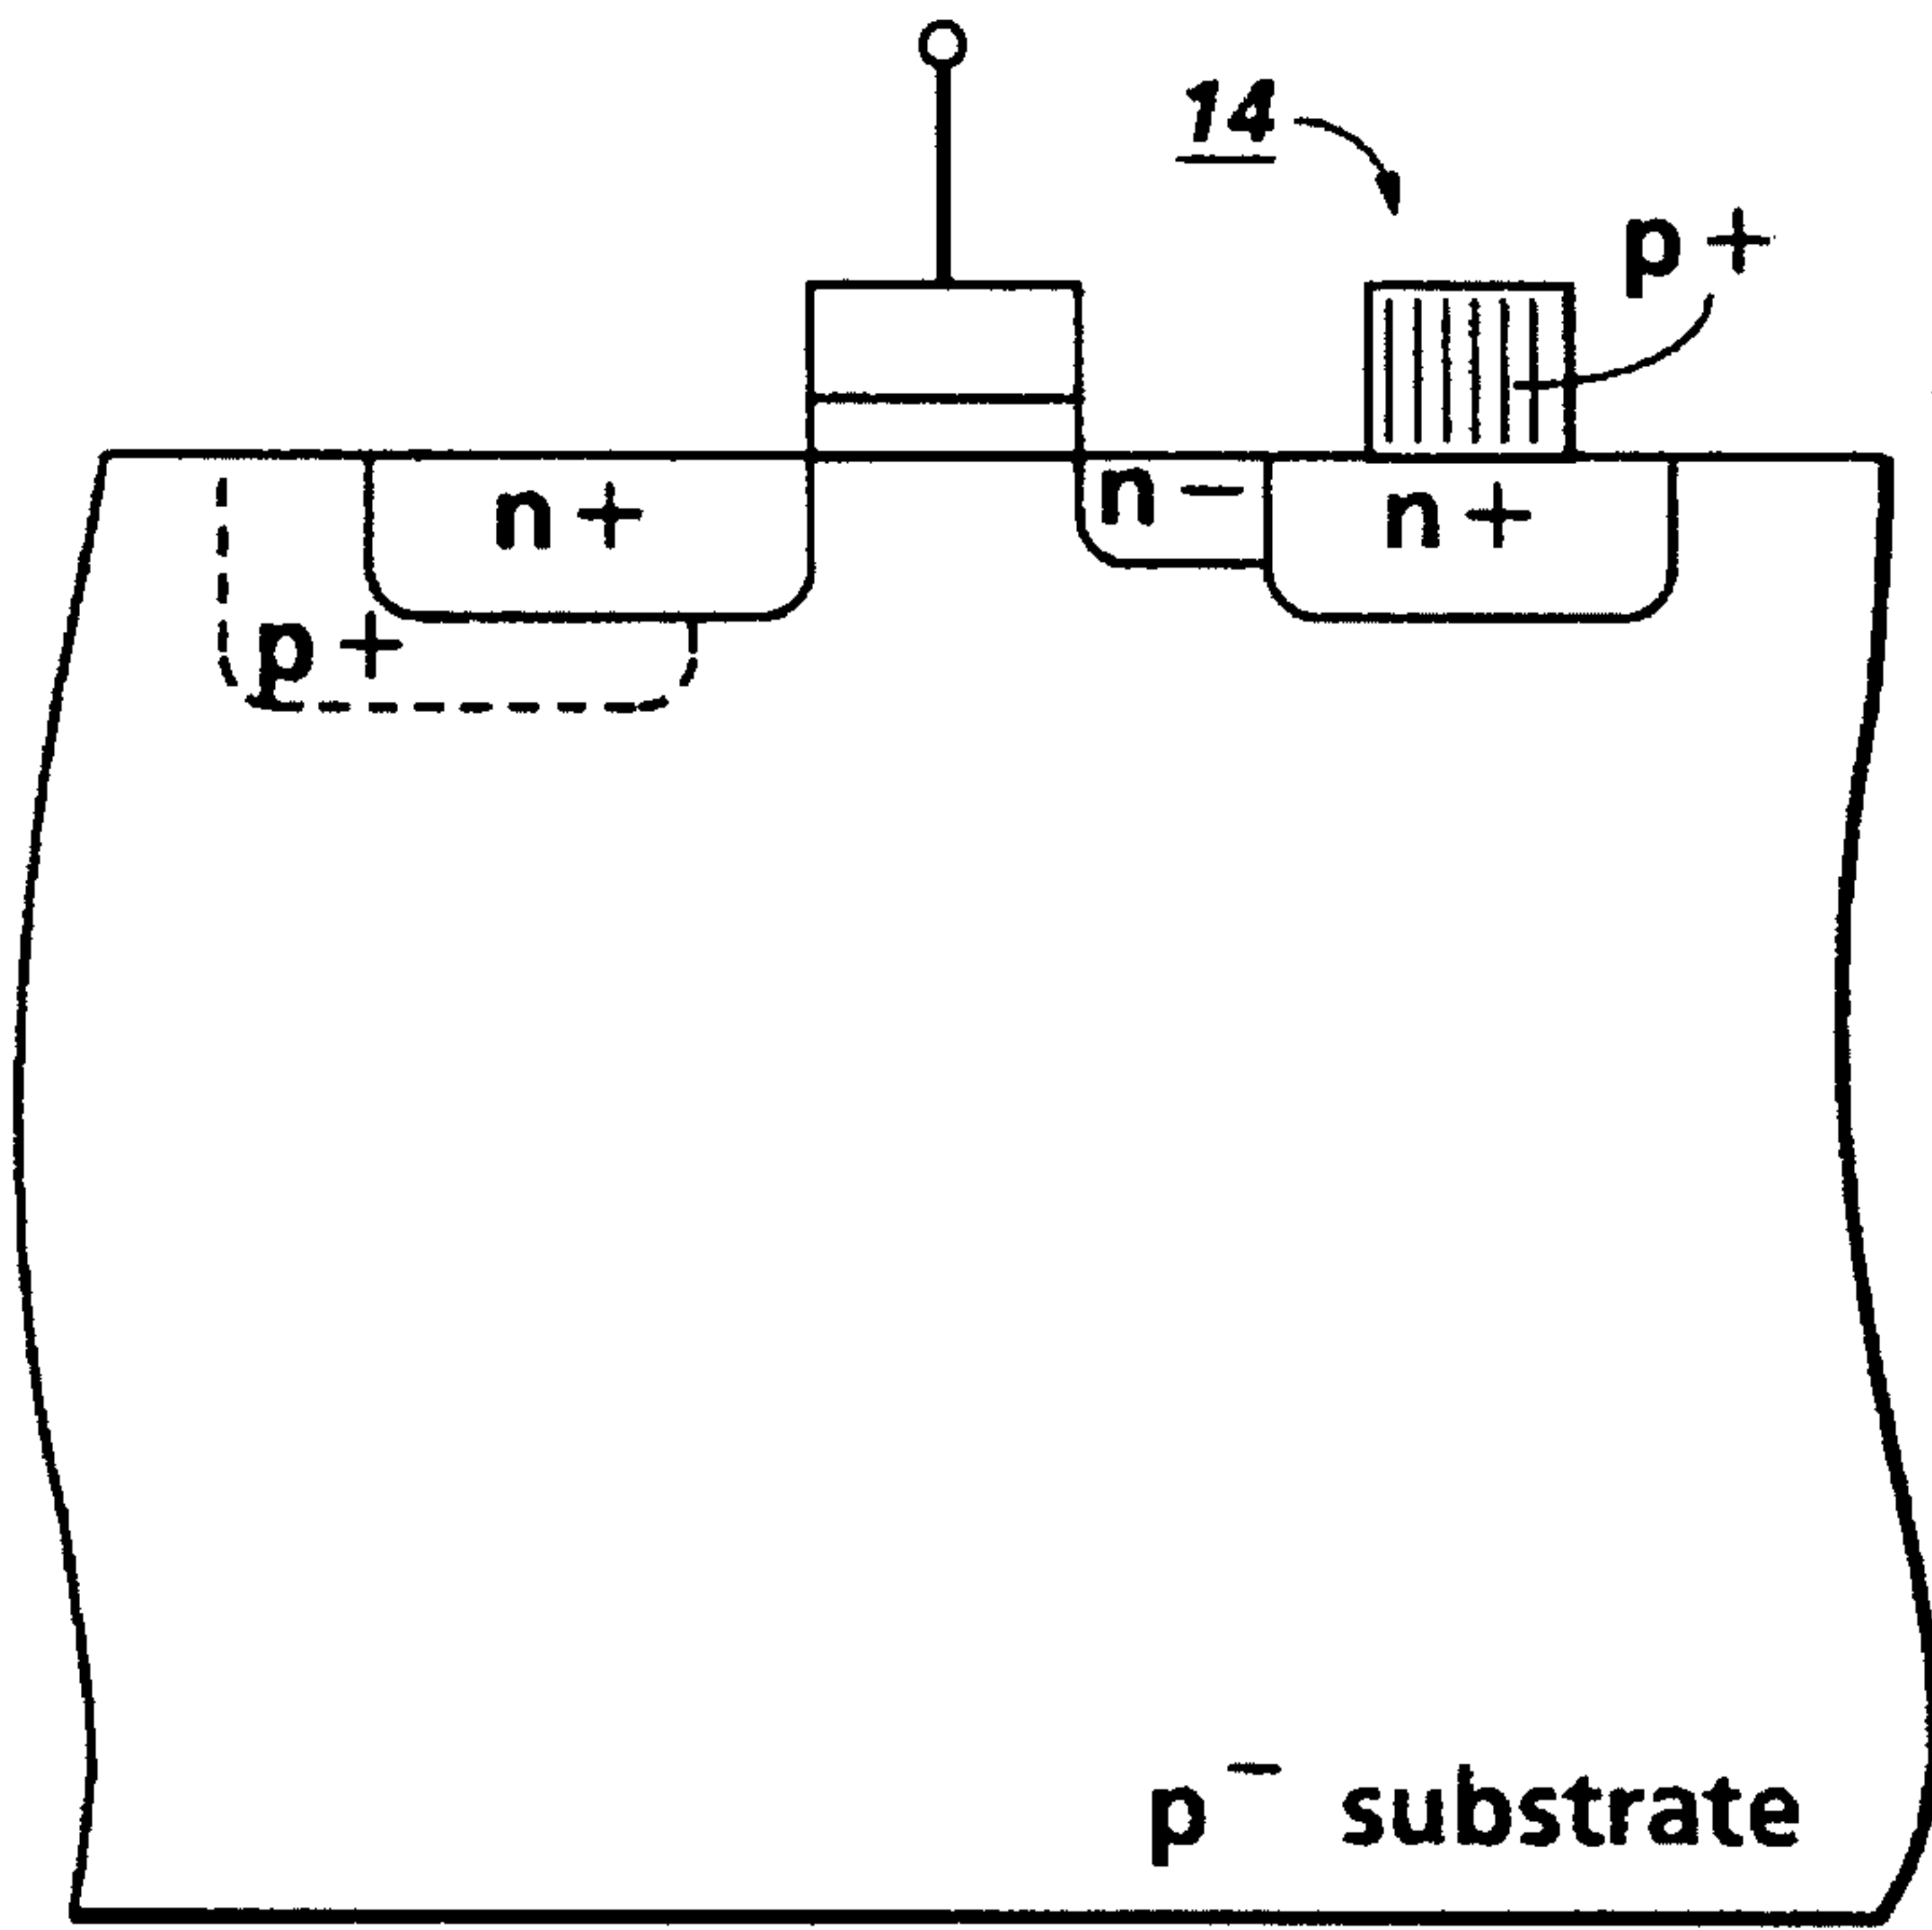 14
p+
n+
n-
n+
p+
p⁻ substrate